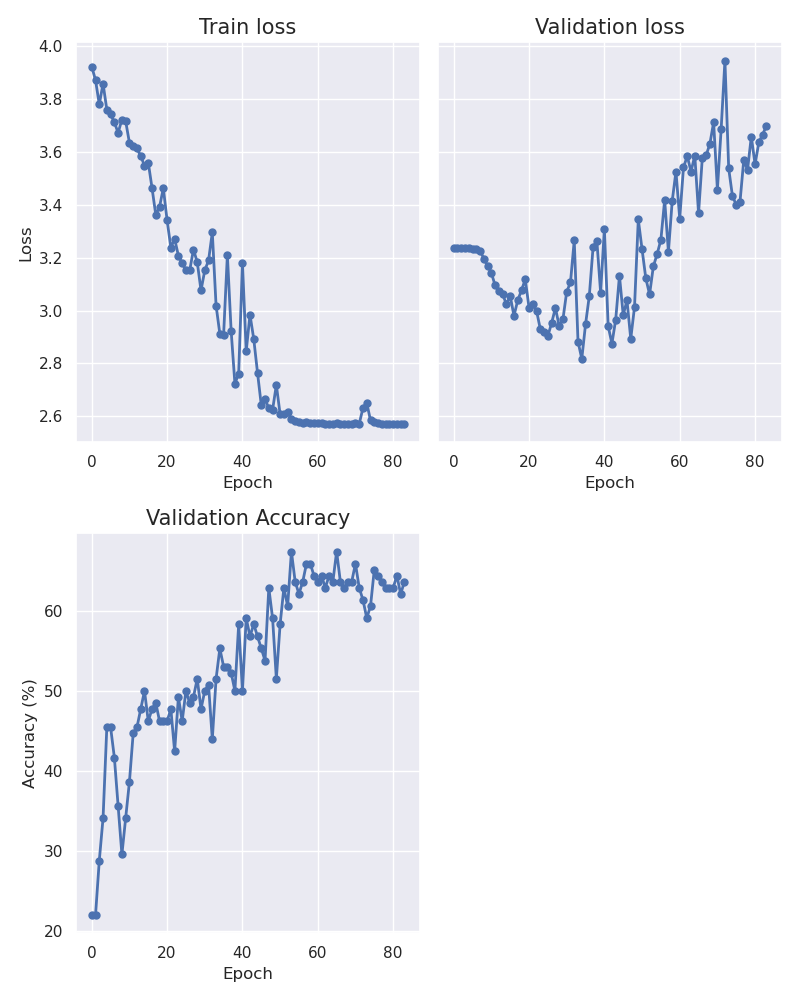 Train loss
Validation loss
4.0
3.8
3.6
3.4
3.2
3.0
2.8
2.6
Loss
0 20 40 60 80
0 20 40 60 80
Epoch
Epoch
Validation Accuracy
60
50
40
30
20
Accuracy (%)
0 20 40 60 80
Epoch